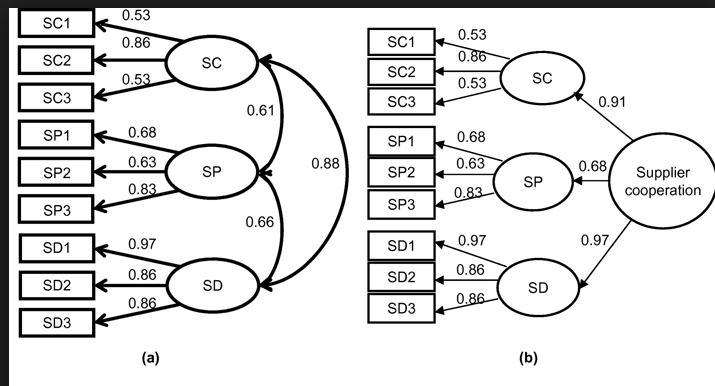 SC1
0.53
SC2
0.86
SC
SC3
0.53
0.61
SP1
0.68
SP2
0.63
SP
0.88
SP3
0.83
0.66
SD1
0.97
SD2
0.86
SD
SD3
0.86
(a)
SC1
0.53
SC2
0.86
SC
SC3
0.53
0.91
SP1
0.68
SP2
0.63
SP
0.68
Supplier
cooperation
SP3
0.83
SD1
0.97
0.97
SD2
0.86
SD
SD3
0.86
(b)